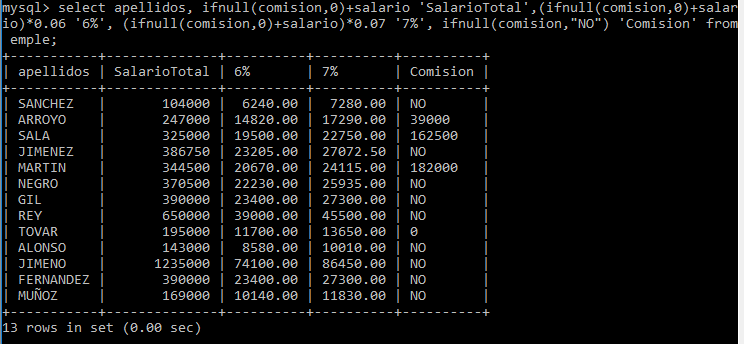 mysql> select apellidos, ifnull(comision,0)+salario 'SalarioTotal',(ifnull(comision,0)+salar
io)*0.06 '6%', (ifnull(comision,0)+salario)*0.07 '7%', ifnull(comision,"NO") 'Comision' from
 emple;
+-----------+--------------+----------+----------+----------+
| apellidos | SalarioTotal | 6%       | 7%       | Comision |
+-----------+--------------+----------+----------+----------+
| SANCHEZ   |       104000 |  6240.00 |  7280.00 | NO       |
| ARROYO    |       247000 | 14820.00 | 17290.00 | 39000    |
| SALA      |       325000 | 19500.00 | 22750.00 | 162500   |
| JIMENEZ   |       386750 | 23205.00 | 27072.50 | NO       |
| MARTIN    |       344500 | 20670.00 | 24115.00 | 182000   |
| NEGRO     |       370500 | 22230.00 | 25935.00 | NO       |
| GIL       |       390000 | 23400.00 | 27300.00 | NO       |
| REY       |       650000 | 39000.00 | 45500.00 | NO       |
| TOVAR     |       195000 | 11700.00 | 13650.00 | 0        |
| ALONSO    |       143000 |  8580.00 | 10010.00 | NO       |
| JIMENO    |      1235000 | 74100.00 | 86450.00 | NO       |
| FERNANDEZ |       390000 | 23400.00 | 27300.00 | NO       |
| MUÑOZ     |       169000 | 10140.00 | 11830.00 | NO       |
+-----------+--------------+----------+----------+----------+
13 rows in set (0.00 sec)